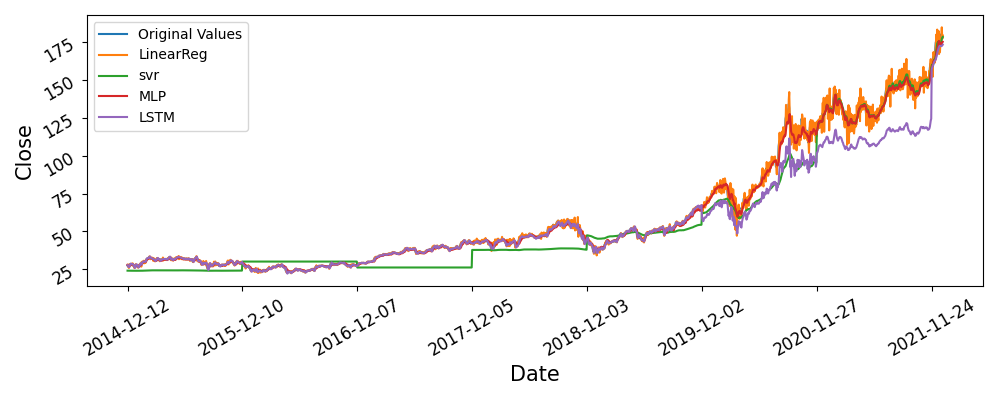 Original Values
LinearReg
svr
MLP
LSTM
175
150
125
100
75
50
25
Close
2014-12-12
2015-12-10
2016-12-07
2017-12-05
2018-12-03
2019-12-02
2020-11-27
2021-11-24
Date